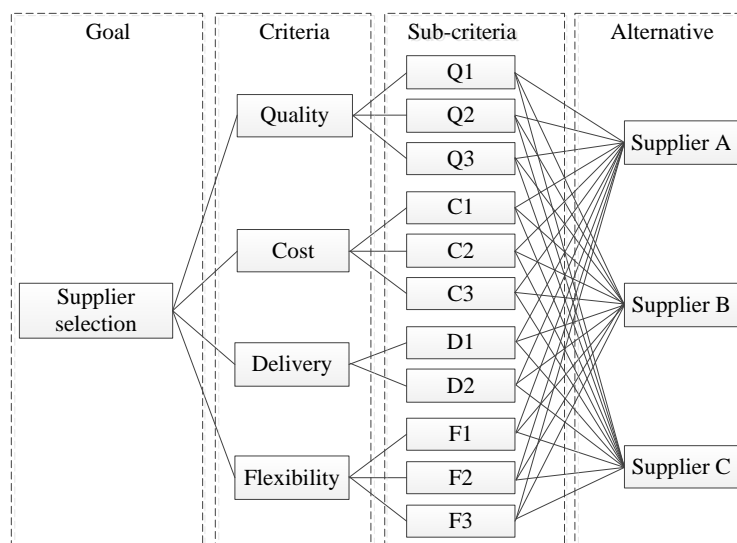 Goal
Criteria
Sub-criteria
Alternative
Q1
Q2
Q3
C1
C2
C3
D1
D2
F1
F2
F3
Quality
Cost
Delivery
Flexibility
Supplier
selection
Supplier A
Supplier B
Supplier C